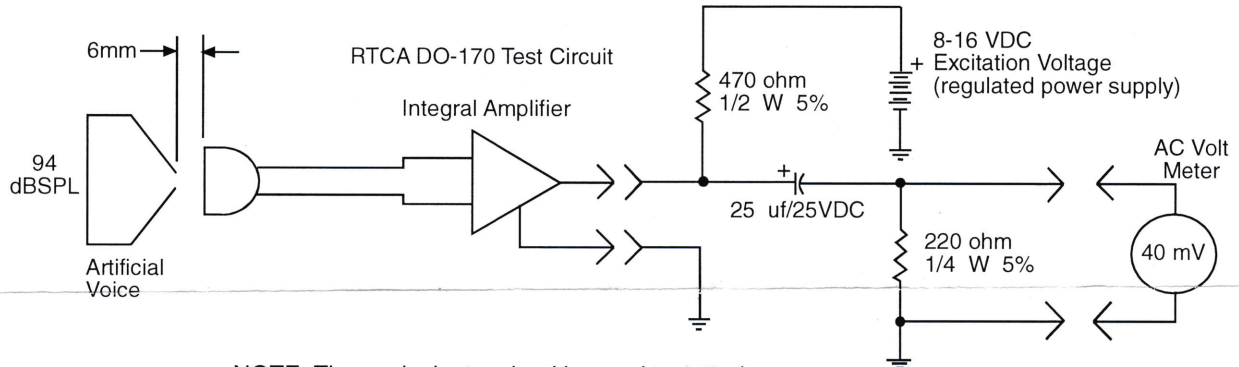 6mm
RTCA DO-170 Test Circuit
Integral Amplifier
470 ohm
1/2 W 5%
8-16 VDC
+ Excitation Voltage
(regulated power supply)
94
dBSPL
Artificial
Voice
+
25 uf/25VDC
220 ohm
1/4 W 5%
AC Volt
Meter
40 mV